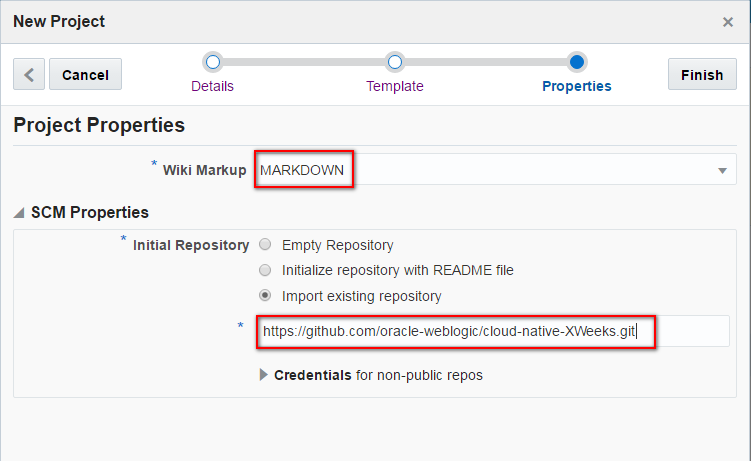 New Project
Cancel
Details
Template
Properties
Finish
Project Properties
* Wiki Markup MARKDOWN
SCM Properties
* Initial Repository Empty Repository
Initialize repository with README file
Import existing repository
* https://github.com/oracle-weblogic/cloud-native-XWeeks.git
Credentials for non-public repos